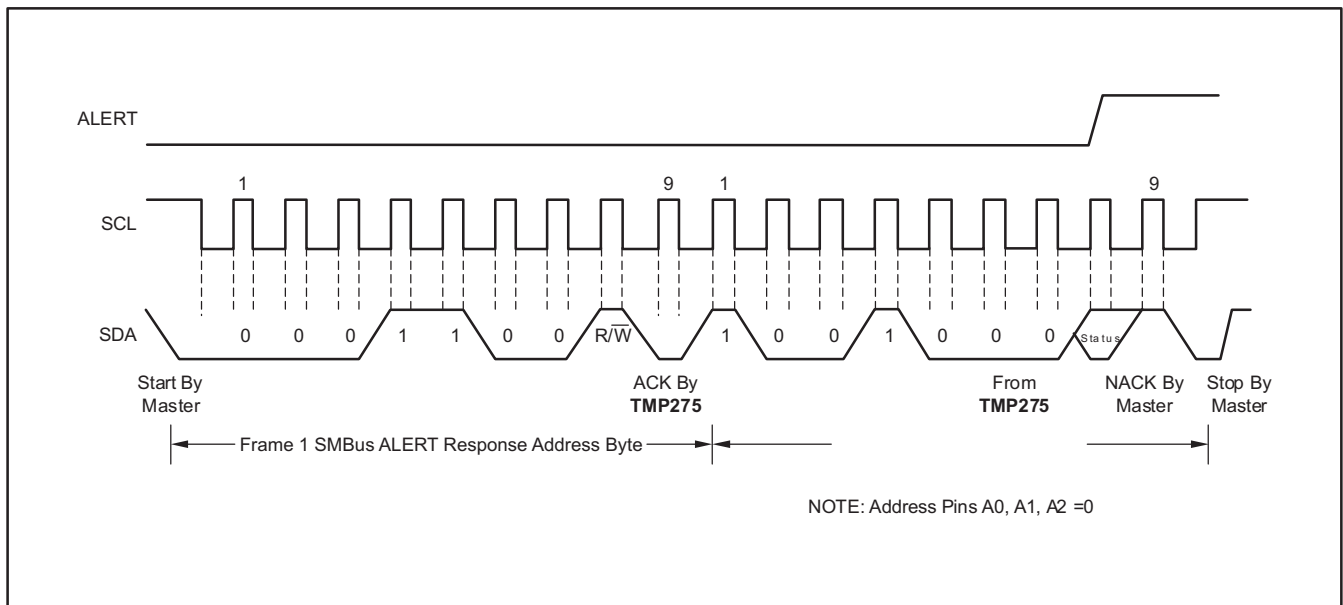 ALERT
1 9 1 9
SCL
SDA
0 0 0 1 1 0 0 R/W̅ 1 0 0 1 0 0 0 Status
Start By
Master
ACK By
TMP275
From
TMP275
NACK By
Master
Stop By
Master
Frame 1 SMBus ALERT Response Address Byte
NOTE: Address Pins A0, A1, A2 =0